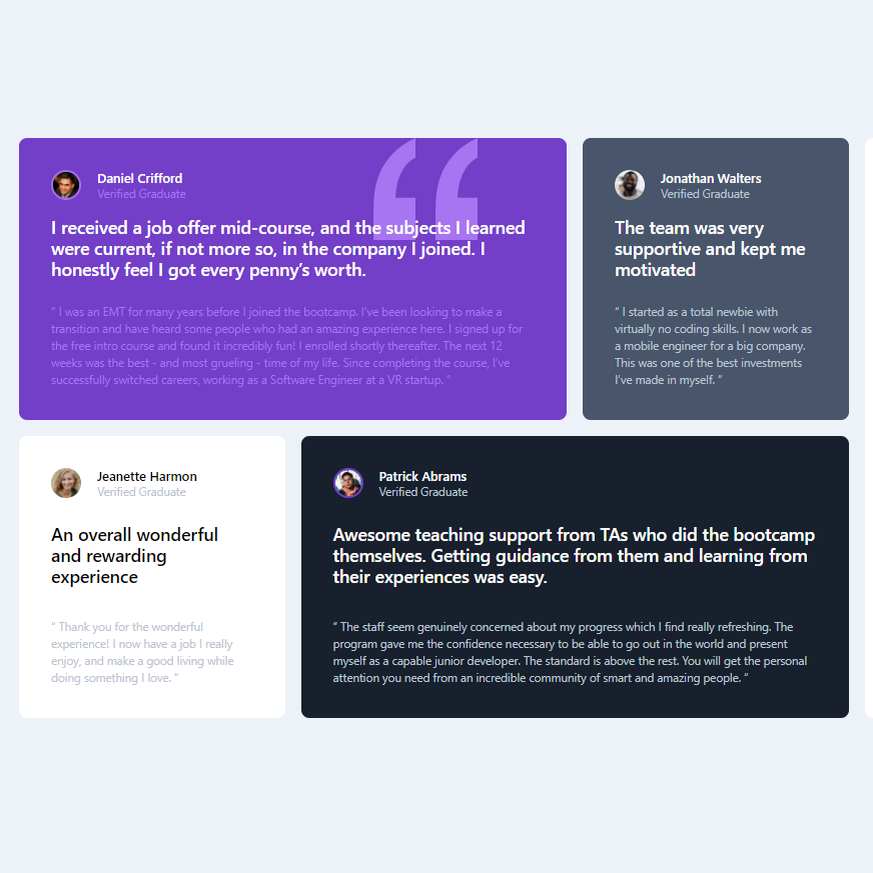 Daniel Crifford
Verified Graduate
I received a job offer mid-course, and the subjects I learned
were current, if not more so, in the company I joined. I
honestly feel I got every penny’s worth.
“ I was an EMT for many years before I joined the bootcamp. I’ve been looking to make a
transition and have heard some people who had an amazing experience here. I signed up for
the free intro course and found it incredibly fun! I enrolled shortly thereafter. The next 12
weeks was the best - and most grueling - time of my life. Since completing the course, I’ve
successfully switched careers, working as a Software Engineer at a VR startup. ”
Jonathan Walters
Verified Graduate
The team was very
supportive and kept me
motivated
“ I started as a total newbie with
virtually no coding skills. I now work as
a mobile engineer for a big company.
This was one of the best investments
I’ve made in myself. “
Jeanette Harmon
Verified Graduate
An overall wonderful
and rewarding
experience
“ Thank you for the wonderful
experience! I now have a job I really
enjoy, and make a good living while
doing something I love. ”
Patrick Abrams
Verified Graduate
Awesome teaching support from TAs who did the bootcamp
themselves. Getting guidance from them and learning from
their experiences was easy.
“ The staff seem genuinely concerned about my progress which I find really refreshing. The
program gave me the confidence necessary to be able to go out in the world and present
myself as a capable junior developer. The standard is above the rest. You will get the personal
attention you need from an incredible community of smart and amazing people. ”